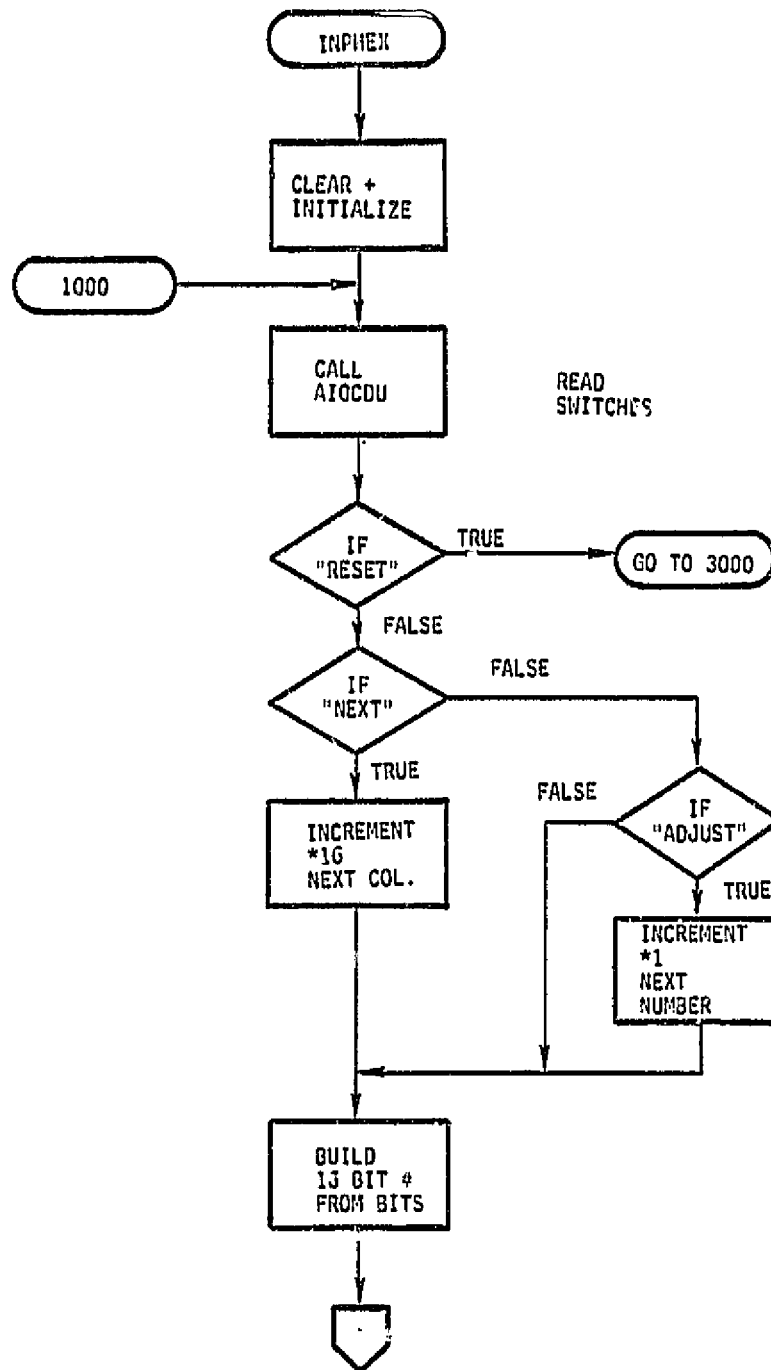 INPHEX
CLEAR +
INITIALIZE
1000
CALL
AIOCDU
READ
SWITCHES
IF
"RESET"
TRUE
GO TO 3000
FALSE
IF
"NEXT"
FALSE
TRUE
INCREMENT
*16
NEXT COL.
FALSE
IF
"ADJUST"
TRUE
INCREMENT
*1
NEXT
NUMBER
BUILD
BIT #
FROM BITS